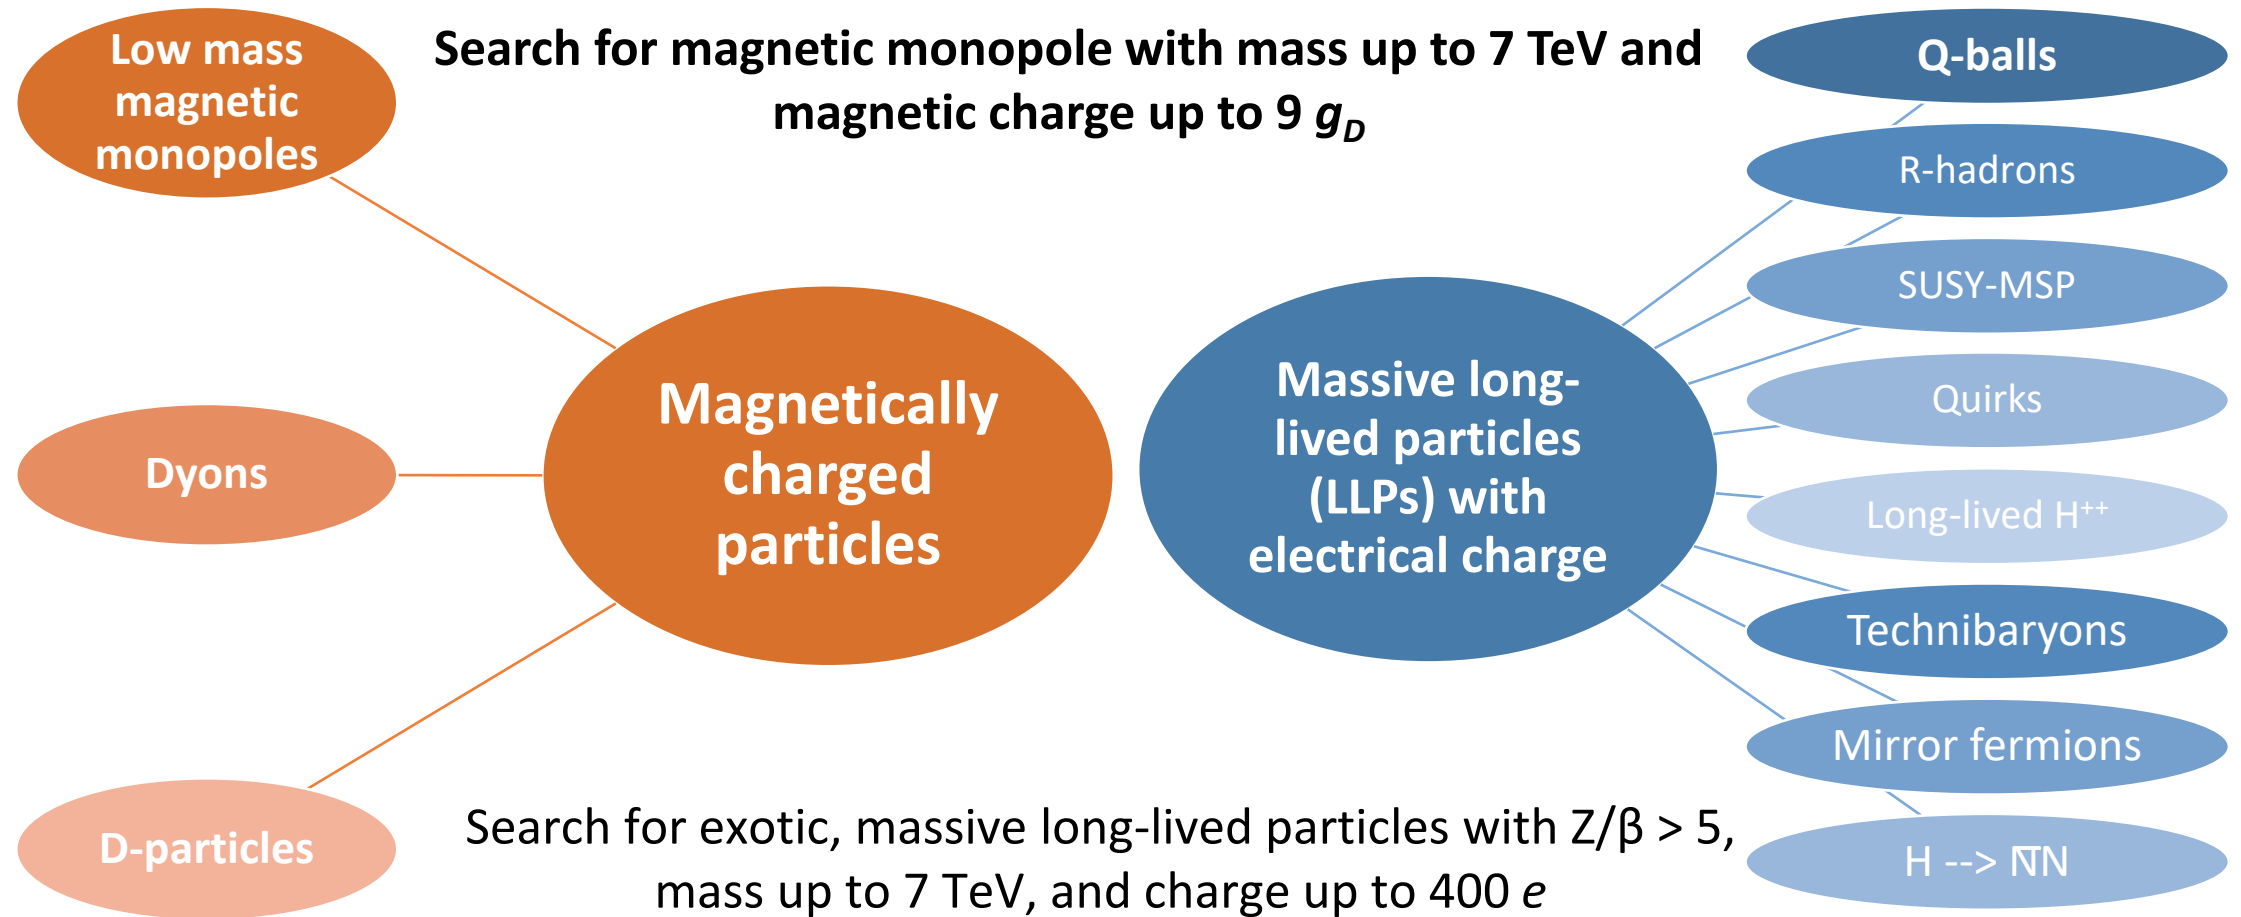 Low mass
magnetic
monopoles
Search for magnetic monopole with mass up to 7 TeV and
magnetic charge up to 9 g_D
Dyons
D-particles
Magnetically
charged
particles
Massive long-
lived particles
(LLPs) with
electrical charge
Q-balls
R-hadrons
SUSY-MSP
Quirks
Long-lived H⁺⁺
Technibaryons
Mirror fermions
H --> N̅N
Search for exotic, massive long-lived particles with Z/β > 5,
mass up to 7 TeV, and charge up to 400 e